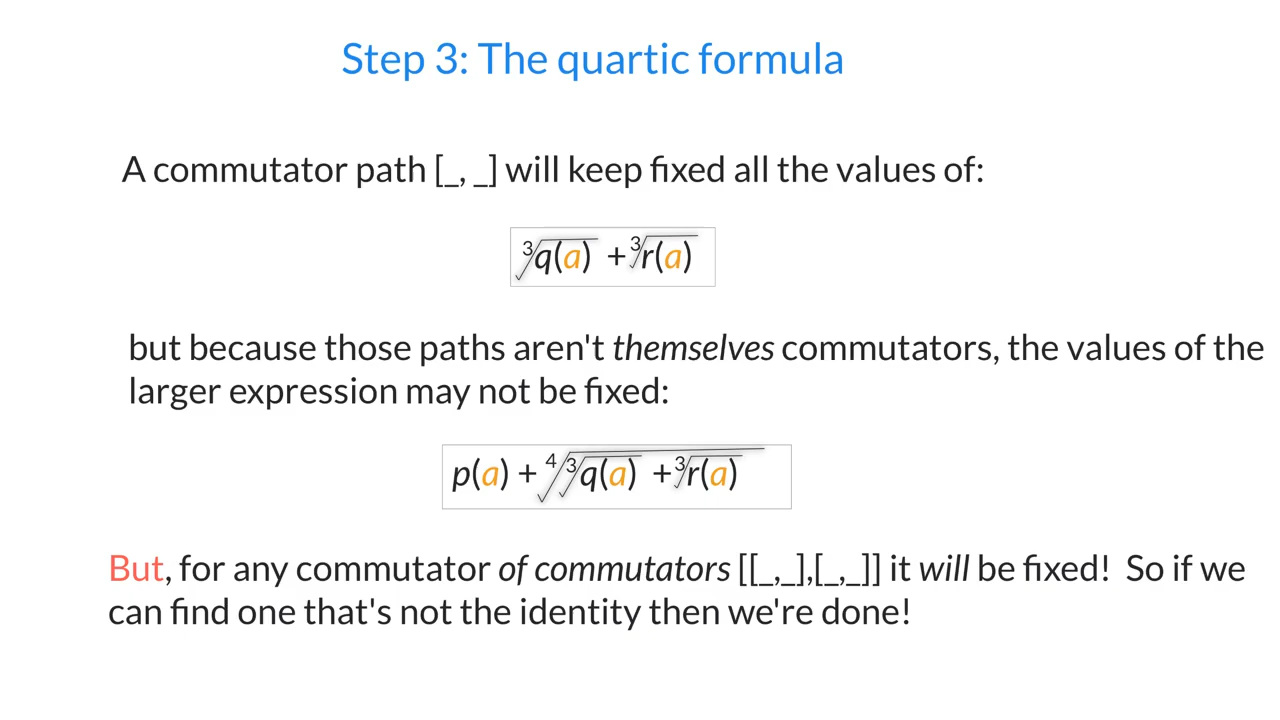 Step 3: The quartic formula
A commutator path [_, _] will keep fixed all the values of:
∛q(a) + ∛r(a)
but because those paths aren't themselves commutators, the values of the
larger expression may not be fixed:
p(a) + ∜(∛q(a) + ∛r(a))
But, for any commutator of commutators [[_,_],[_,_]] it will be fixed! So if we
can find one that's not the identity then we're done!